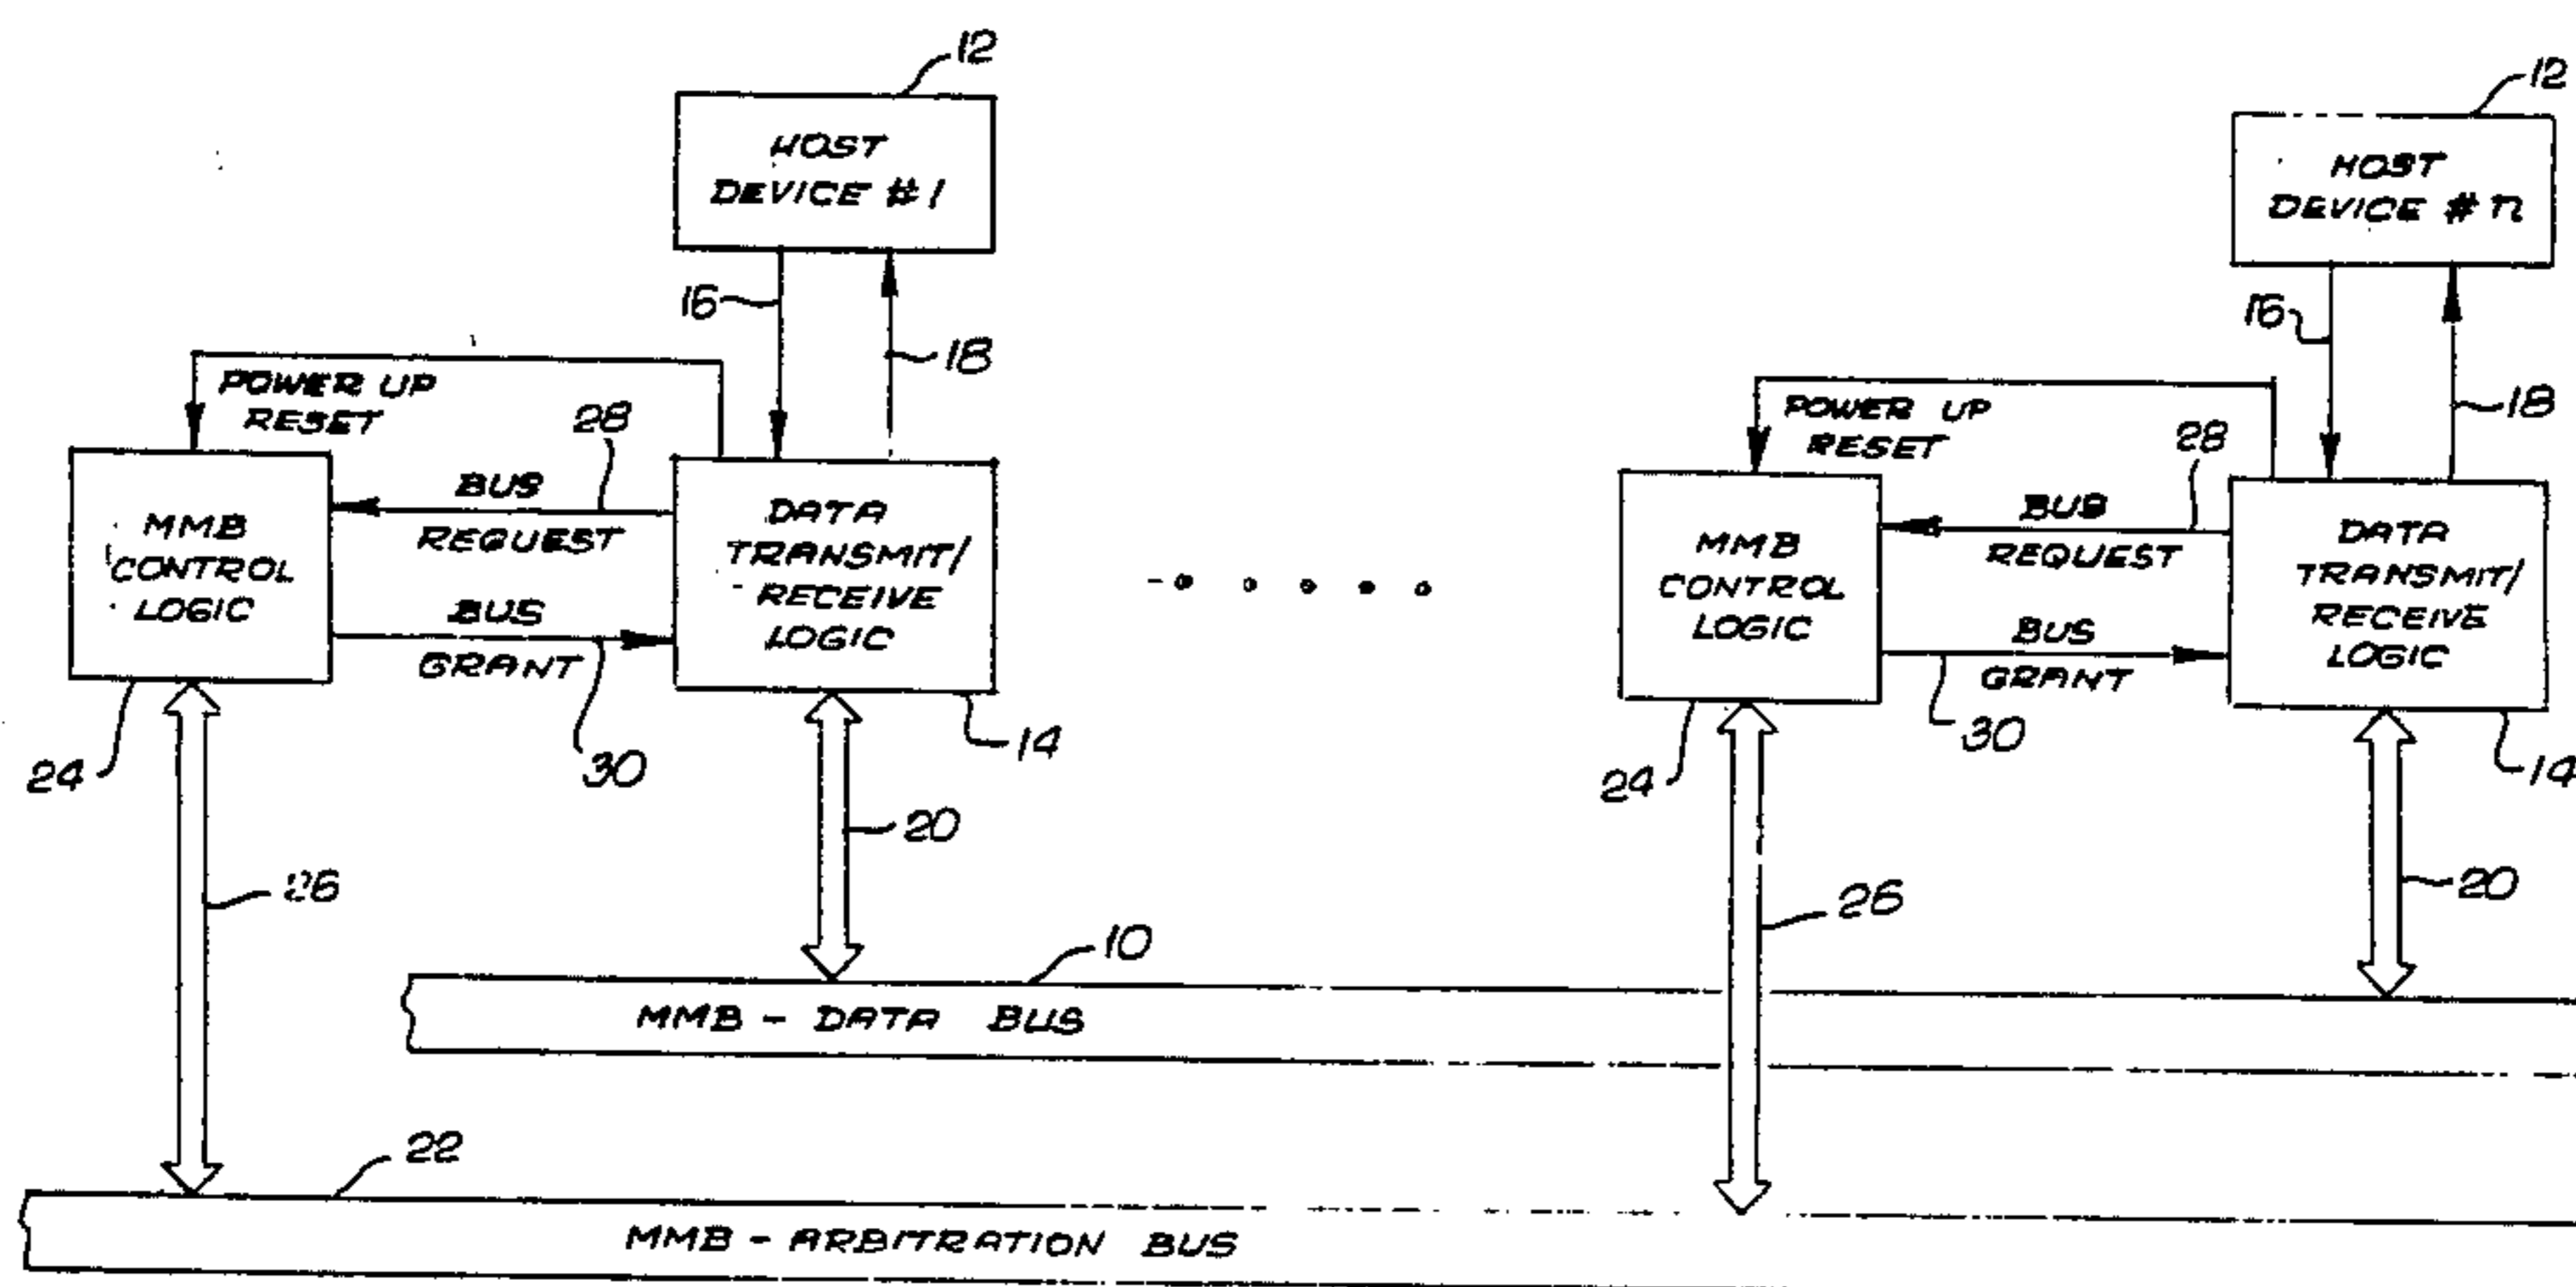 12
HOST
DEVICE #1
16
18
POWER UP
RESET
28
BUS
REQUEST
MMB
CONTROL
LOGIC
DATA
TRANSMIT/
RECEIVE
LOGIC
BUS
GRANT
24
30
14
20
26
10
MMB - DATA BUS
22
MMB - ARBITRATION BUS
12
HOST
DEVICE #n
16
18
POWER UP
RESET
28
BUS
REQUEST
MMB
CONTROL
LOGIC
DATA
TRANSMIT/
RECEIVE
LOGIC
BUS
GRANT
24
30
14
20
26